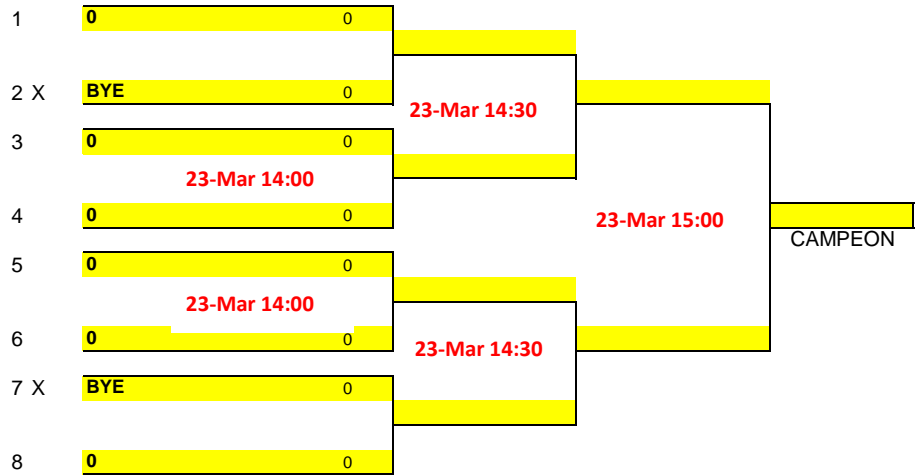 1 0 0
2 X BYE 0
23-Mar 14:30
3 0 0
23-Mar 14:00
4 0 0
23-Mar 15:00
CAMPEON
5 0 0
23-Mar 14:00
6 0 0
23-Mar 14:30
7 X BYE 0
8 0 0